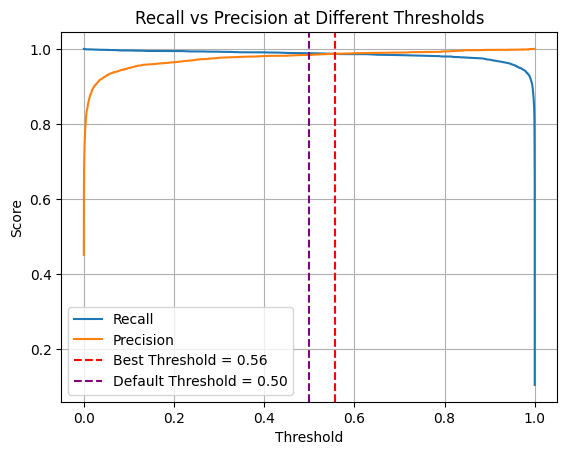 Recall vs Precision at Different Thresholds
1.0
0.8
0.6
0.4
0.2
Score
Recall
Precision
Best Threshold = 0.56
Default Threshold = 0.50
0.0 0.2 0.4 0.6 0.8 1.0
Threshold